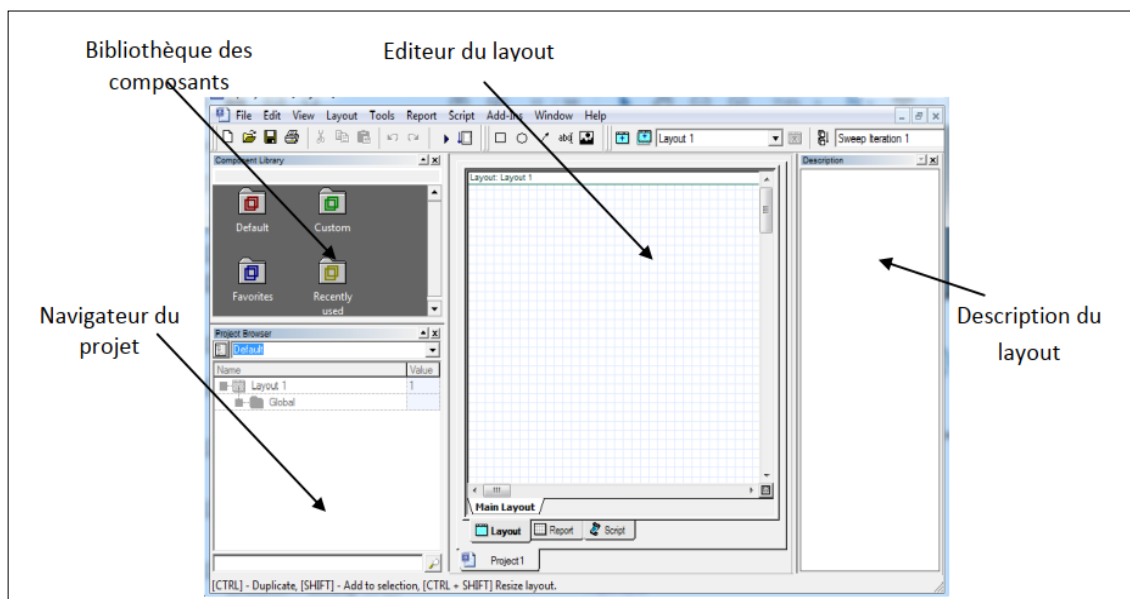 Bibliothèque des
composants
Editeur du layout
File Edit View Layout Tools Report Script Add-Ins Window Help
Layout 1
Sweep Iteration 1
Component Library
Default
Custom
Favorites
Recently
used
Navigateur du
projet
Project Browser
Default
Name Value
Layout 1 1
Global
Layout: Layout 1
Main Layout
Layout Report Script
Project1
Description
Description du
layout
[CTRL] - Duplicate, [SHIFT] - Add to selection, [CTRL + SHIFT] Resize layout.